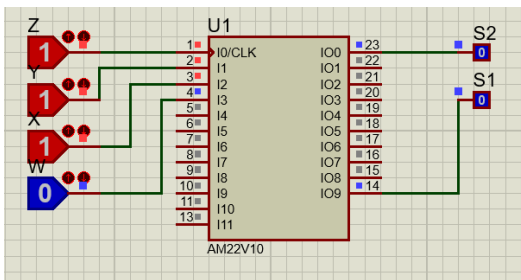 Z
1
Y
1
X
1
W
0
U1
1 I0/CLK
2 I1
3 I2
4 I3
5 I4
6 I5
7 I6
8 I7
9 I8
10 I9
11 I10
13 I11
IO0 23
IO1 22
IO2 21
IO3 20
IO4 19
IO5 18
IO6 17
IO7 16
IO8 15
IO9 14
AM22V10
S2
0
S1
0